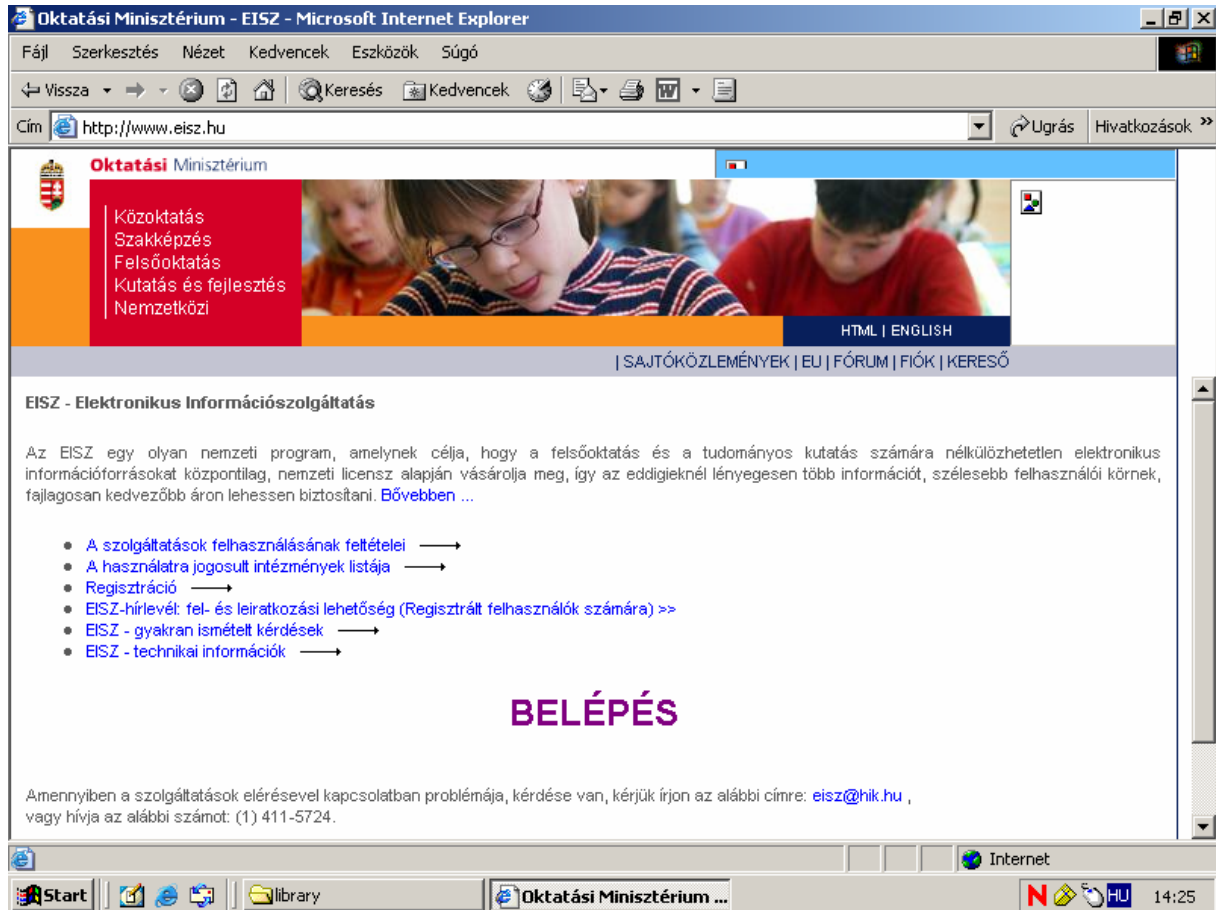 Oktatási Minisztérium - EISZ - Microsoft Internet Explorer
Fájl Szerkesztés Nézet Kedvencek Eszközök Súgó
Vissza Keresés Kedvencek
Cím http://www.eisz.hu Ugrás Hivatkozások »
Oktatási Minisztérium
Közoktatás
Szakképzés
Felsőoktatás
Kutatás és fejlesztés
Nemzetközi
HTML | ENGLISH
| SAJTÓKÖZLEMÉNYEK | EU | FÓRUM | FIÓK | KERESŐ
EISZ - Elektronikus Információszolgáltatás
Az EISZ egy olyan nemzeti program, amelynek célja, hogy a felsőoktatás és a tudományos kutatás számára nélkülözhetetlen elektronikus
információforrásokat központilag, nemzeti licensz alapján vásárolja meg, így az eddigieknél lényegesen több információt, szélesebb felhasználói körnek,
fajlagosan kedvezőbb áron lehessen biztosítani. Bővebben ...
A szolgáltatások felhasználásának feltételei
A használatra jogosult intézmények listája
Regisztráció
EISZ-hírlevél: fel- és leiratkozási lehetőség (Regisztrált felhasználók számára) >>
EISZ - gyakran ismételt kérdések
EISZ - technikai információk
BELÉPÉS
Amennyiben a szolgáltatások elérésevel kapcsolatban problémája, kérdése van, kérjük írjon az alábbi címre: eisz@hik.hu ,
vagy hívja az alábbi számot: (1) 411-5724.
Internet
Start library Oktatási Minisztérium ... N HU 14:25